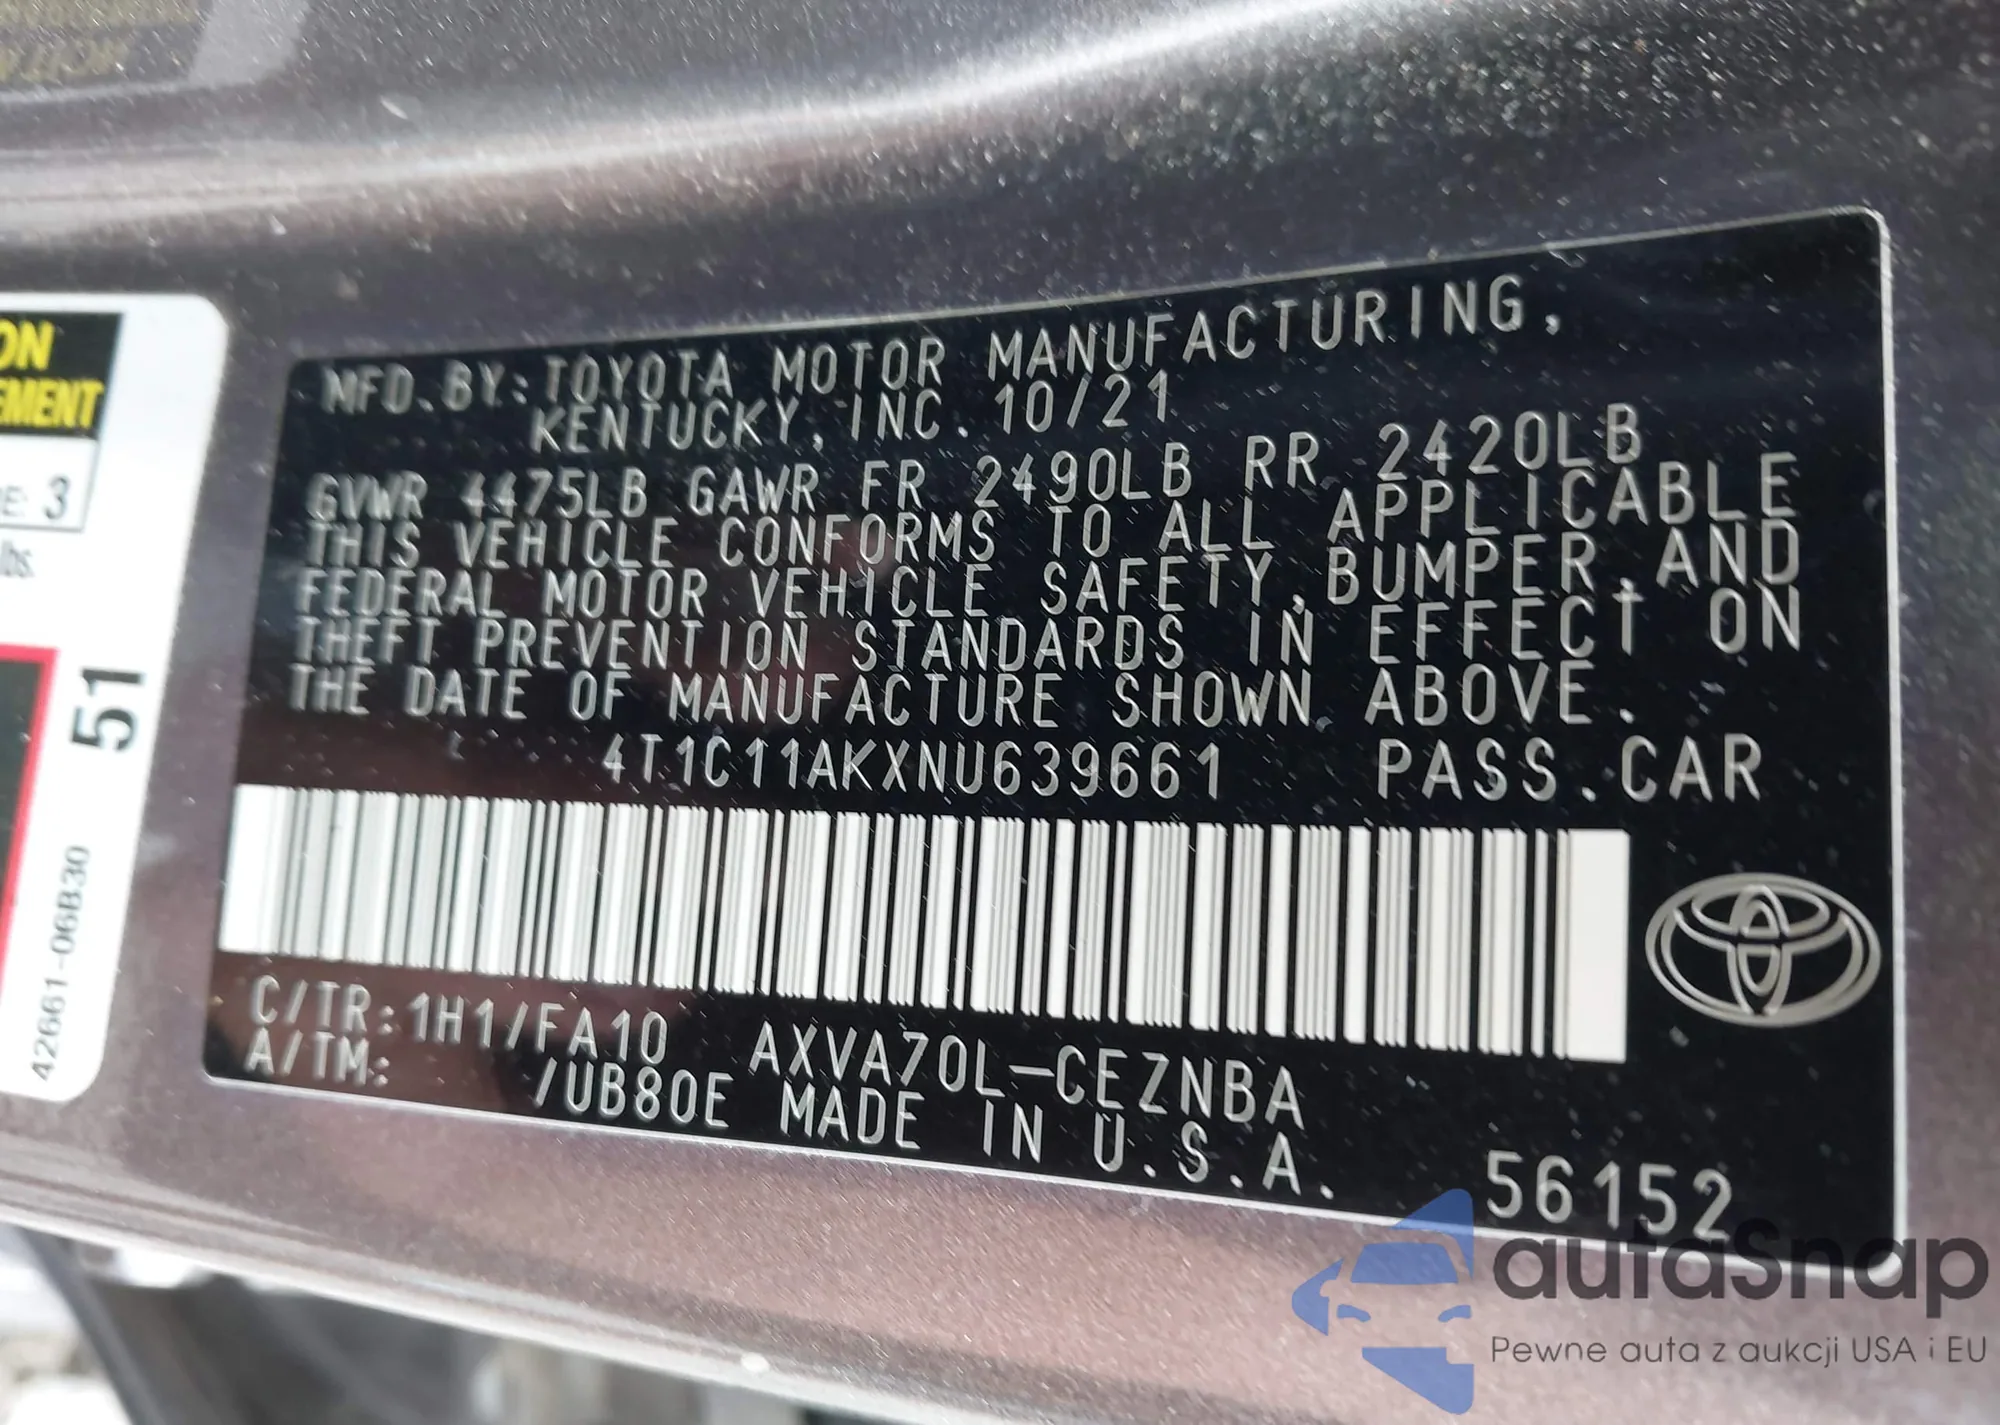 MFD.BY:TOYOTA MOTOR MANUFACTURING,
KENTUCKY, INC. 10/21
GVWR 4475LB GAWR FR 2490LB RR 2420LB
THIS VEHICLE CONFORMS TO ALL APPLICABLE
FEDERAL MOTOR VEHICLE SAFETY,BUMPER,AND
THEFT PREVENTION STANDARDS IN EFFECT ON
THE DATE OF MANUFACTURE SHOWN ABOVE.
4T1C11AKXNU639661 PASS.CAR
C/TR:1H1/FA10 AXVA70L-CEZNBA
A/TM: /UB80E MADE IN U.S.A.
56152
ON
EMENT
E: 3
lbs.
51
42661-06B30
autaSnap
Pewne auta z aukcji USA i EU